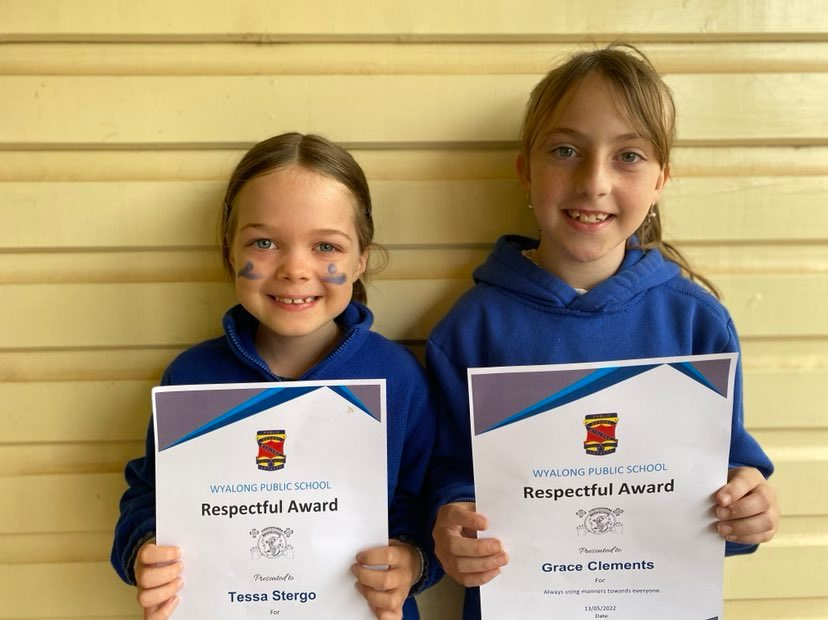 WYALONG PUBLIC SCHOOL
Respectful Award
Presented to
Tessa Stergo
For
WYALONG PUBLIC SCHOOL
Respectful Award
Presented to
Grace Clements
For
Always using manners towards everyone.
13/05/2022
Date